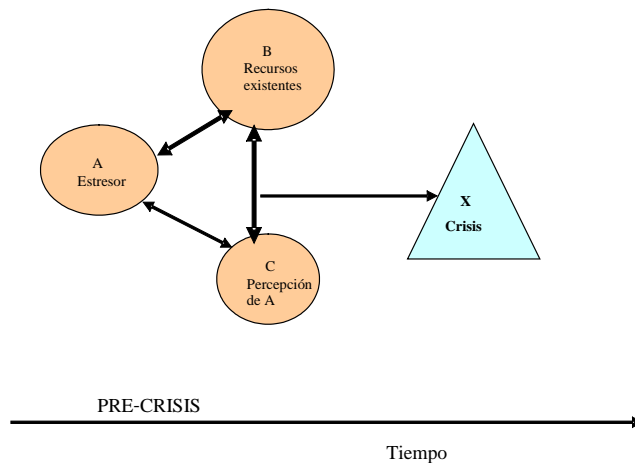 B
Recursos
existentes
A
Estresor
X
Crisis
C
Percepción
de A
PRE-CRISIS
Tiempo